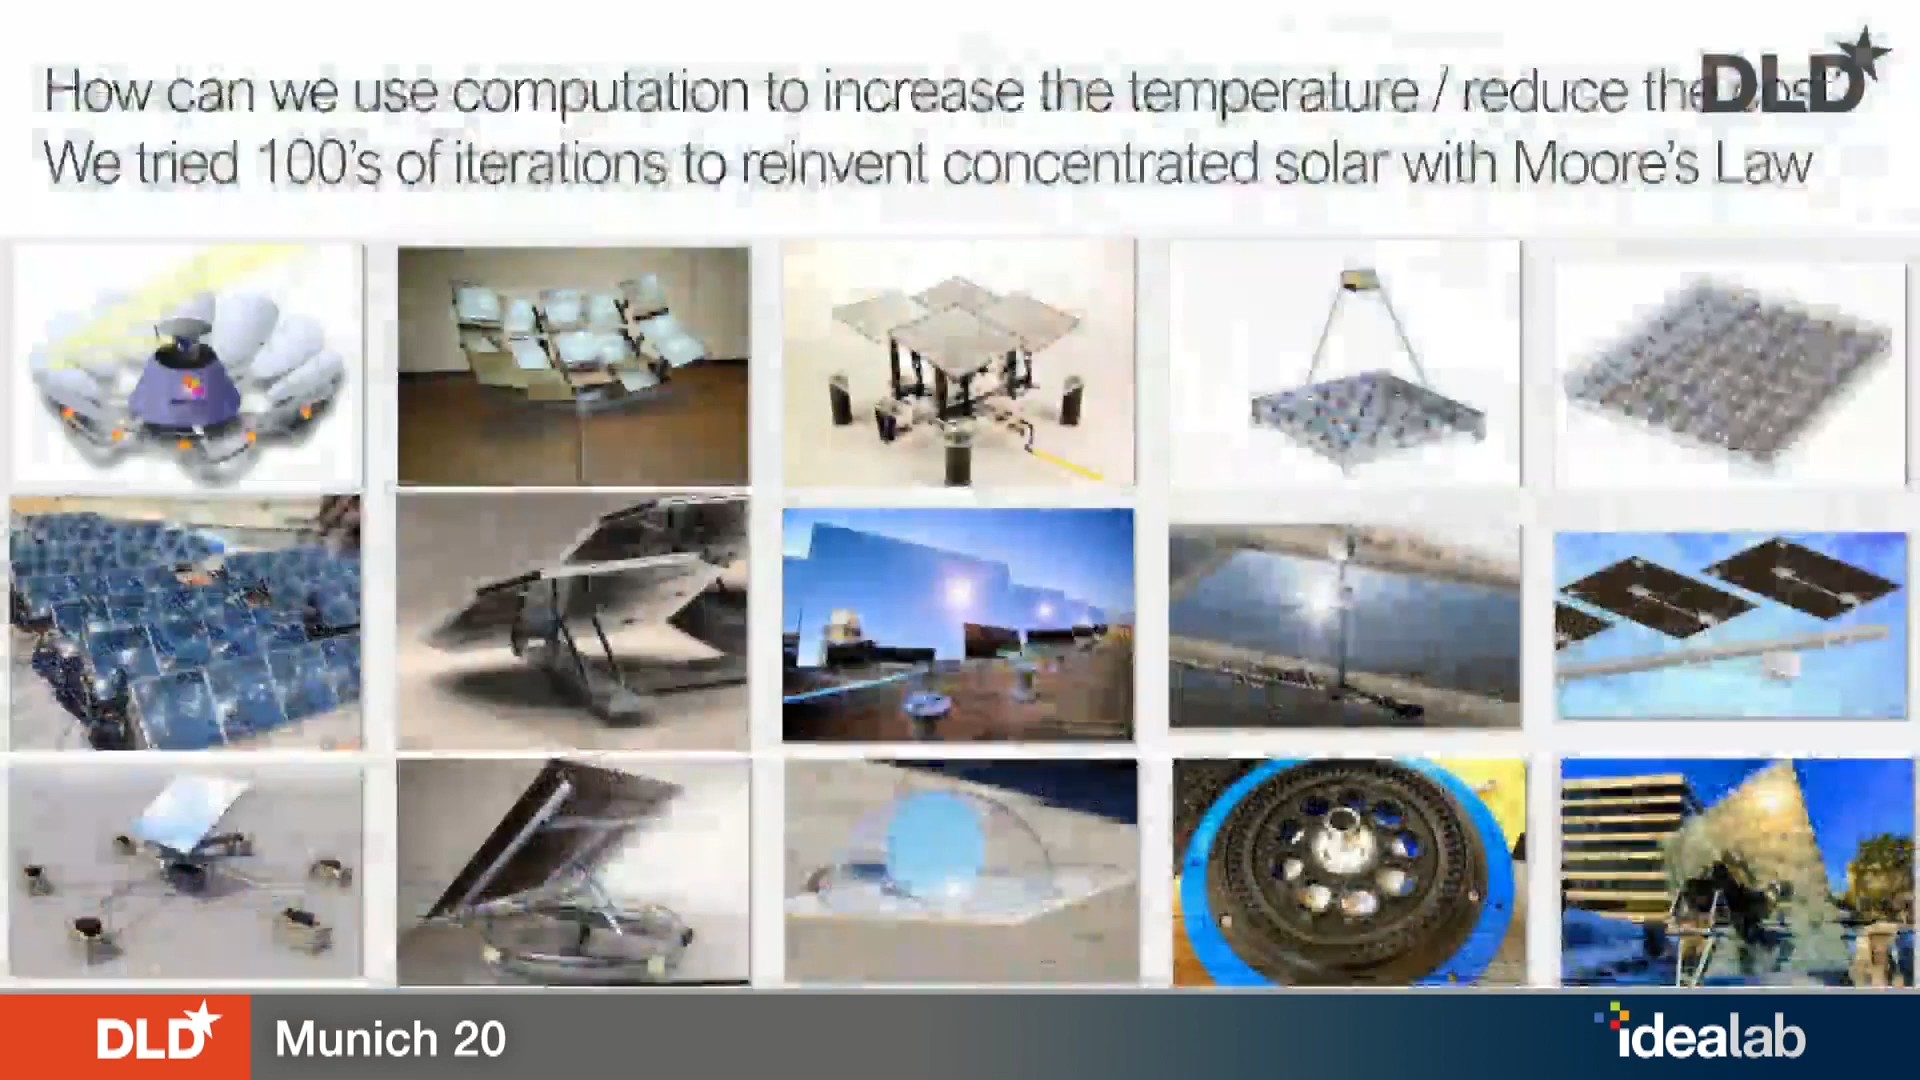 How can we use computation to increase the temperature / reduce the
DLD
We tried 100's of iterations to reinvent concentrated solar with Moore's Law
DLD
Munich 20
idealab